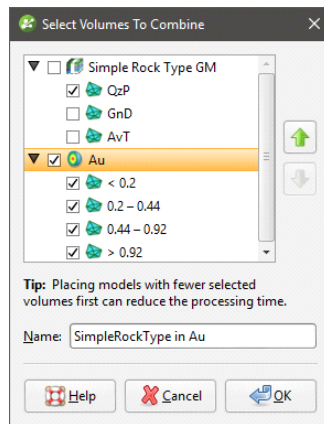 Select Volumes To Combine
Simple Rock Type GM
QzP
GnD
AvT
Au
< 0.2
0.2 – 0.44
0.44 – 0.92
> 0.92
Tip: Placing models with fewer selected
volumes first can reduce the processing time.
Name: SimpleRockType in Au
Help Cancel OK